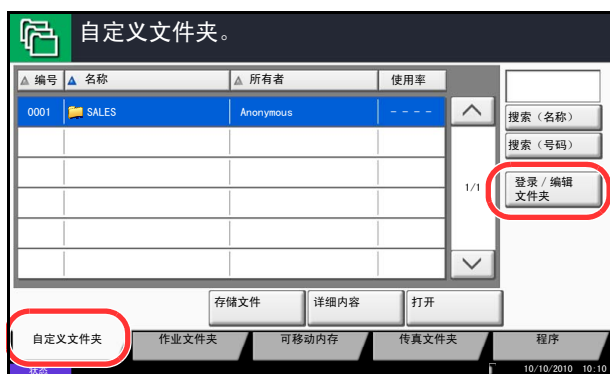 自定义文件夹。
编号 名称 所有者 使用率
0001 SALES Anonymous - - - -
搜索（名称）
搜索（号码）
1/1
登录 / 编辑
文件夹
存储文件 详细内容 打开
自定义文件夹 作业文件夹 可移动内存 传真文件夹 程序
状态 10/10/2010 10:10